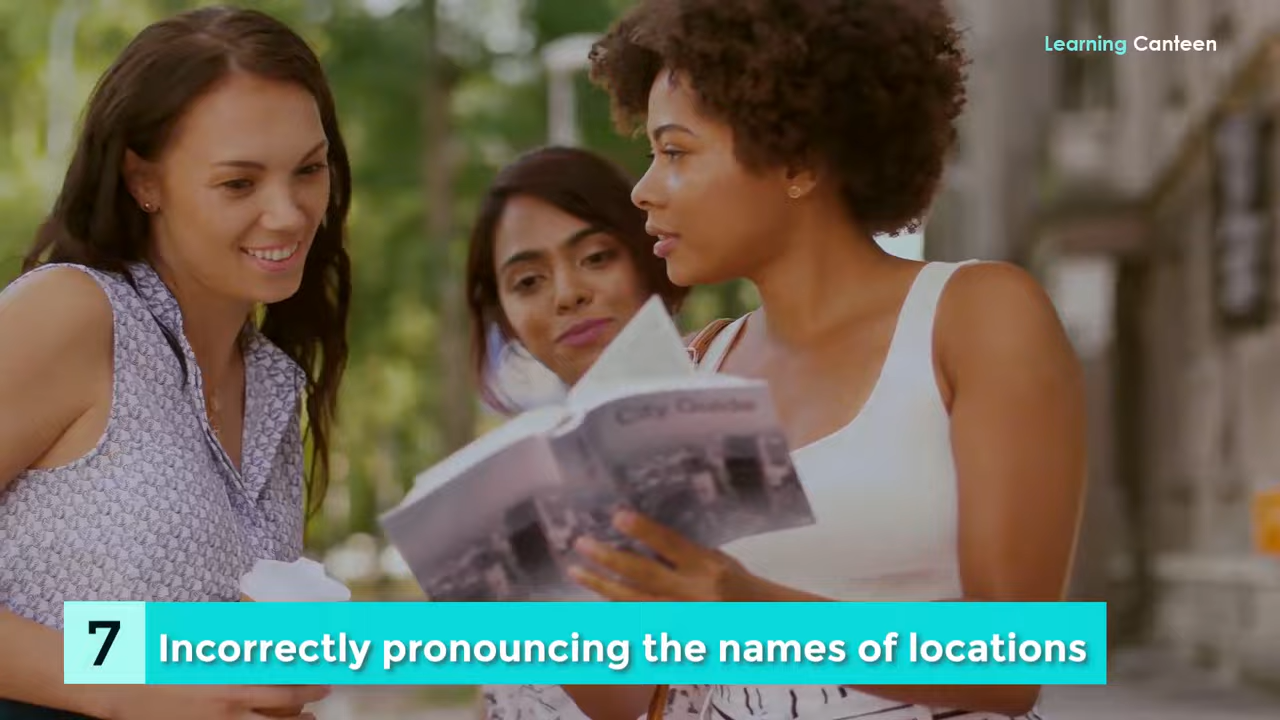 Learning Canteen
City Guide
7 Incorrectly pronouncing the names of locations